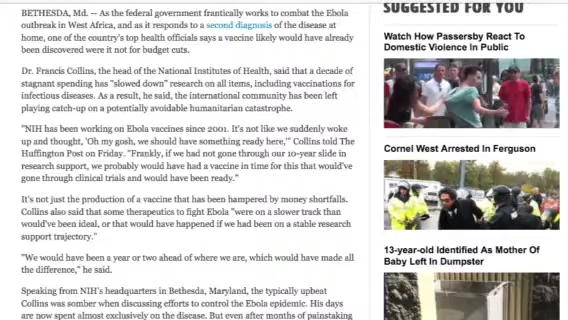 BETHESDA, Md. -- As the federal government frantically works to combat the Ebola
outbreak in West Africa, and as it responds to a second diagnosis of the disease at
home, one of the country's top health officials says a vaccine likely would have already
been discovered were it not for budget cuts.
Dr. Francis Collins, the head of the National Institutes of Health, said that a decade of
stagnant spending has "slowed down" research on all items, including vaccinations for
infectious diseases. As a result, he said, the international community has been left
playing catch-up on a potentially avoidable humanitarian catastrophe.
"NIH has been working on Ebola vaccines since 2001. It's not like we suddenly woke
up and thought, 'Oh my gosh, we should have something ready here,'" Collins told The
Huffington Post on Friday. "Frankly, if we had not gone through our 10-year slide in
research support, we probably would have had a vaccine in time for this that would've
gone through clinical trials and would have been ready."
It's not just the production of a vaccine that has been hampered by money shortfalls.
Collins also said that some therapeutics to fight Ebola "were on a slower track than
would've been ideal, or that would have happened if we had been on a stable research
support trajectory."
"We would have been a year or two ahead of where we are, which would have made all
the difference," he said.
Speaking from NIH's headquarters in Bethesda, Maryland, the typically upbeat
Collins was somber when discussing efforts to control the Ebola epidemic. His days
are now spent almost exclusively on the disease. But even after months of painstaking
SUGGESTED FOR YOU
Watch How Passersby React To
Domestic Violence In Public
Cornel West Arrested In Ferguson
13-year-old Identified As Mother Of
Baby Left In Dumpster